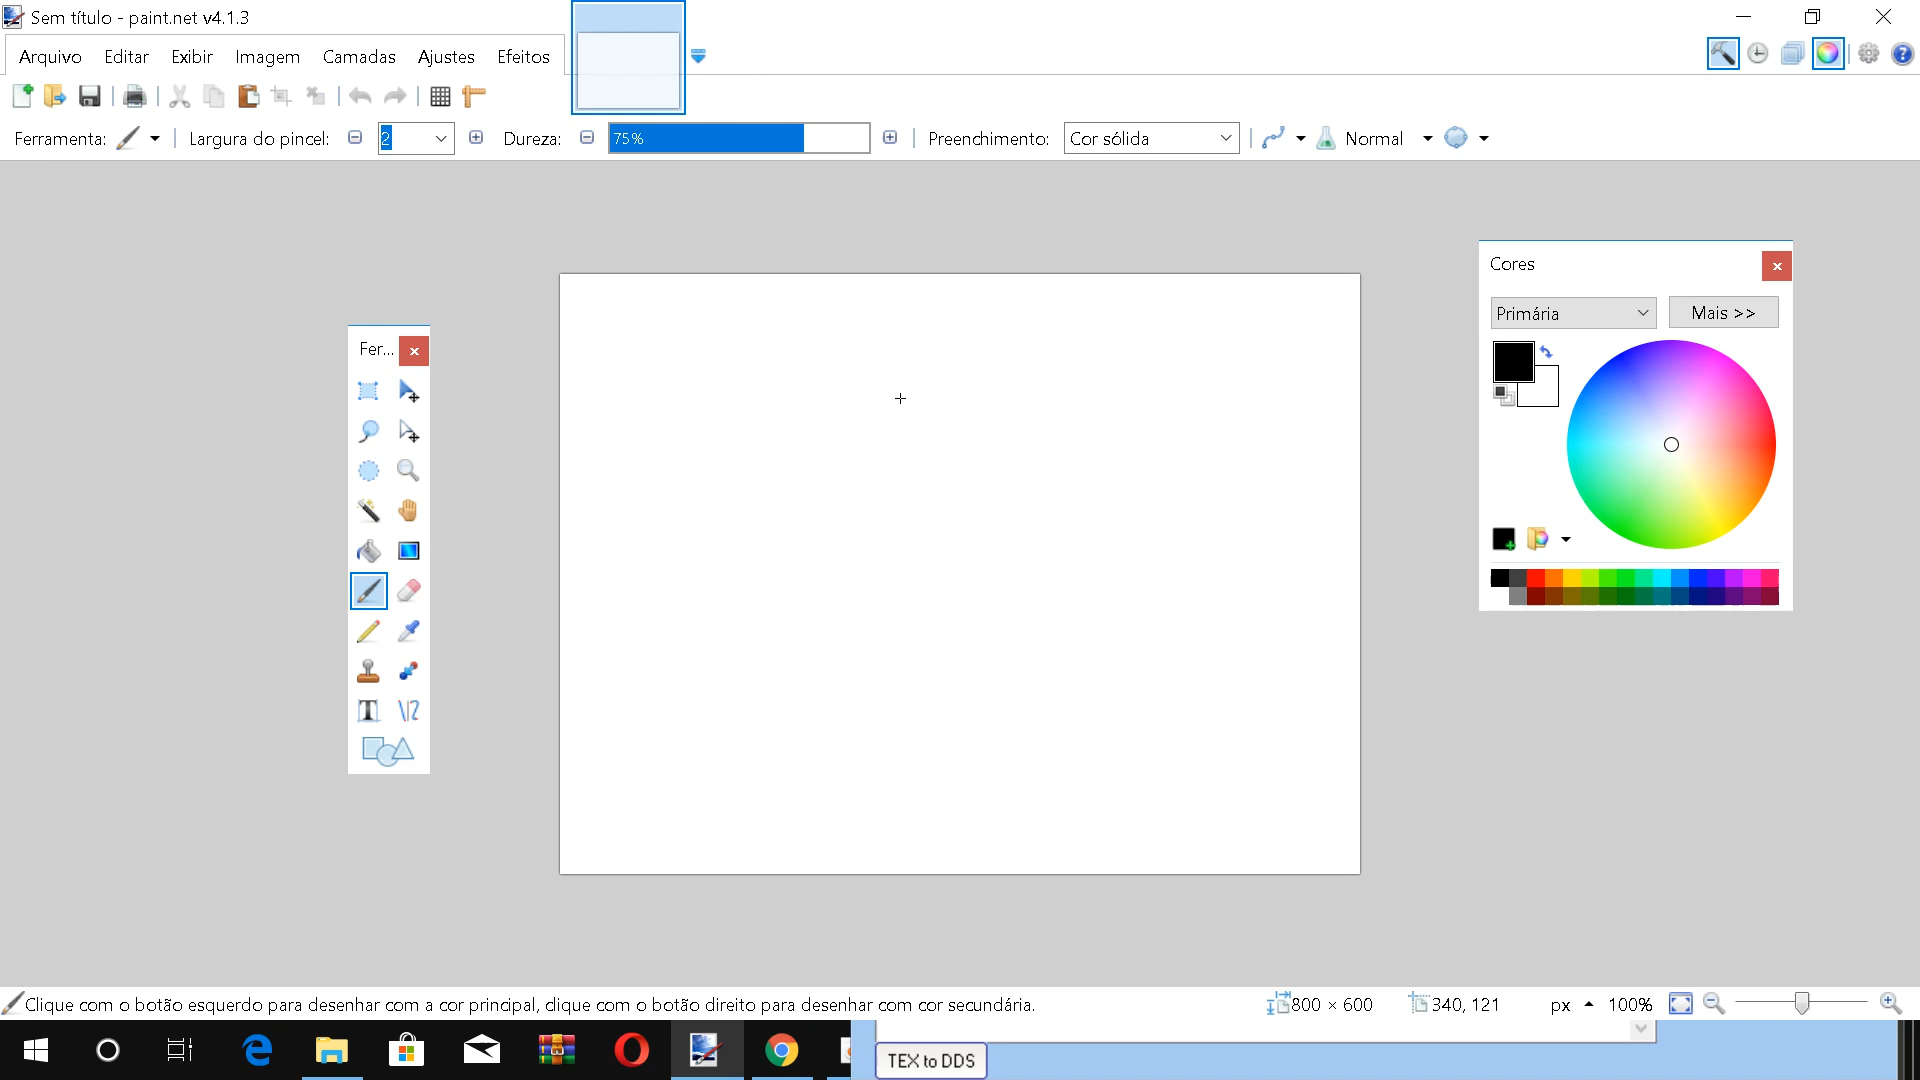 Sem título - paint.net v4.1.3
Arquivo Editar Exibir Imagem Camadas Ajustes Efeitos
Ferramenta: Largura do pincel: 2 Dureza: 75% Preenchimento: Cor sólida Normal
Cores
Primária Mais >>
Fer...
Clique com o botão esquerdo para desenhar com a cor principal, clique com o botão direito para desenhar com cor secundária. 800 × 600 340, 121 px 100%
TEX to DDS